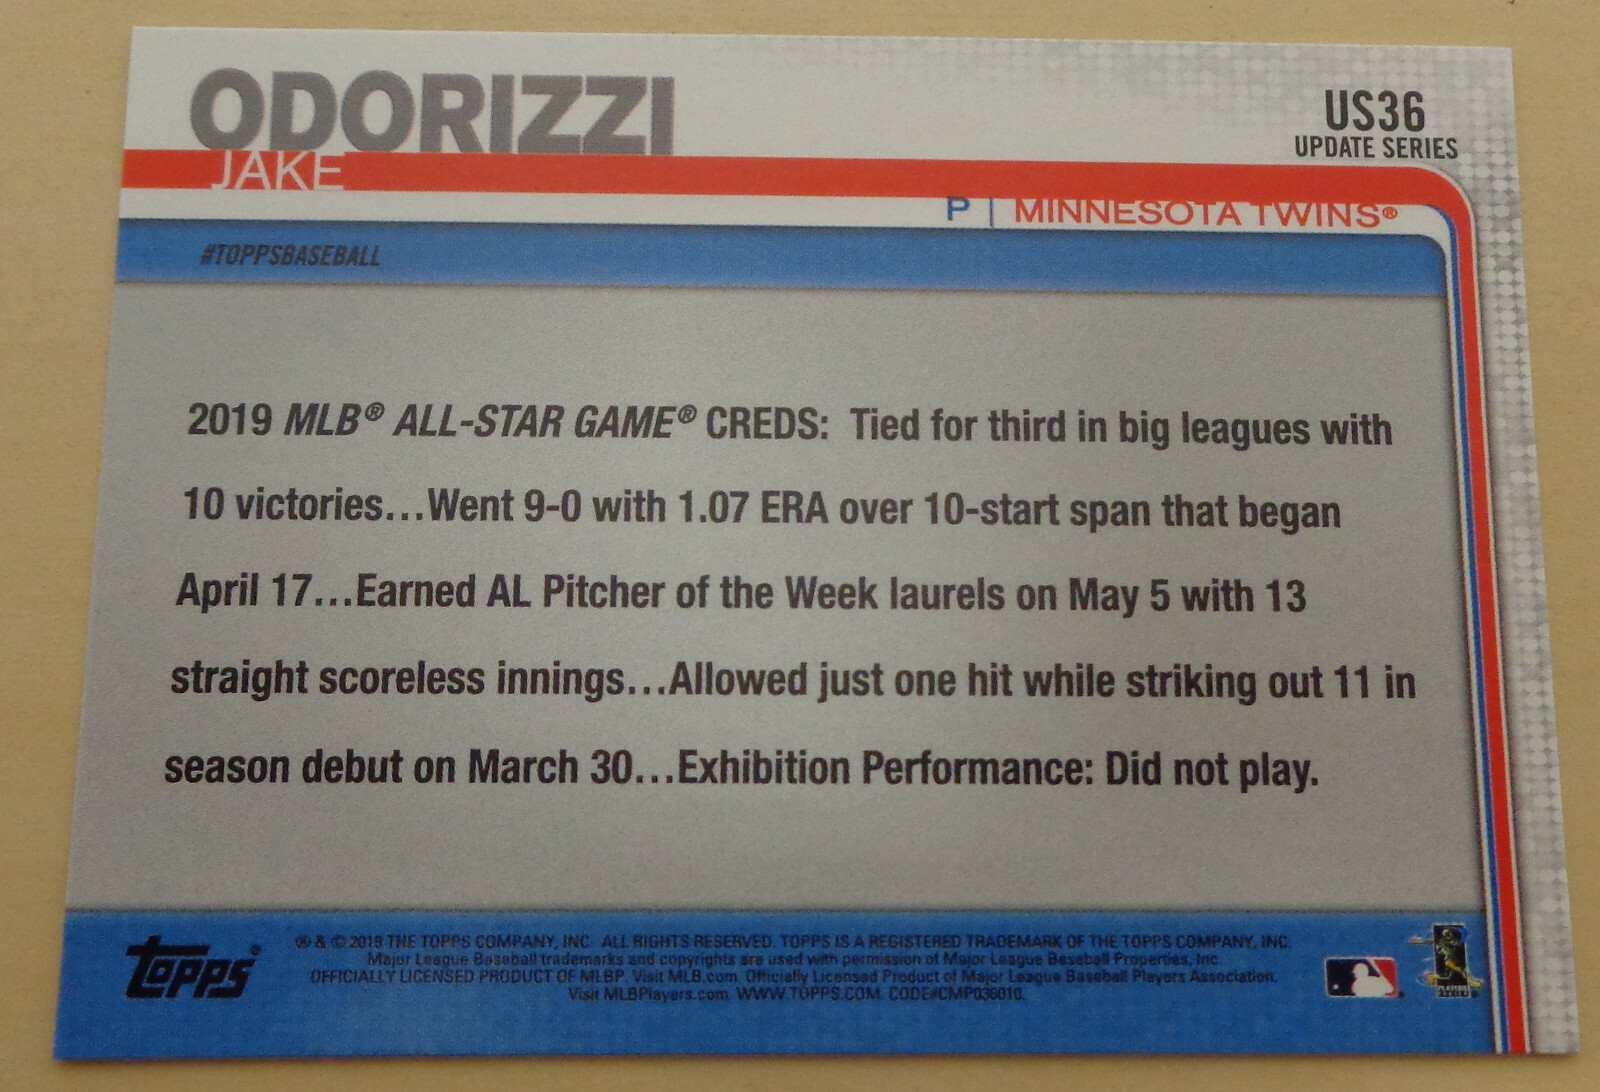 ODORIZZI
JAKE
US36
UPDATE SERIES
P | MINNESOTA TWINS®
#TOPPSBASEBALL
2019 MLB® ALL-STAR GAME® CREDS: Tied for third in big leagues with
10 victories...Went 9-0 with 1.07 ERA over 10-start span that began
April 17...Earned AL Pitcher of the Week laurels on May 5 with 13
straight scoreless innings...Allowed just one hit while striking out 11 in
season debut on March 30...Exhibition Performance: Did not play.
Topps®
® & © 2019 THE TOPPS COMPANY, INC. ALL RIGHTS RESERVED. TOPPS IS A REGISTERED TRADEMARK OF THE TOPPS COMPANY, INC.
Major League Baseball trademarks and copyrights are used with permission of Major League Baseball Properties, Inc.
OFFICIALLY LICENSED PRODUCT OF MLBP. Visit MLB.com. Officially Licensed Product of Major League Baseball Players Association.
Visit MLBPlayers.com. WWW.TOPPS.COM. CODE#CMP036010.